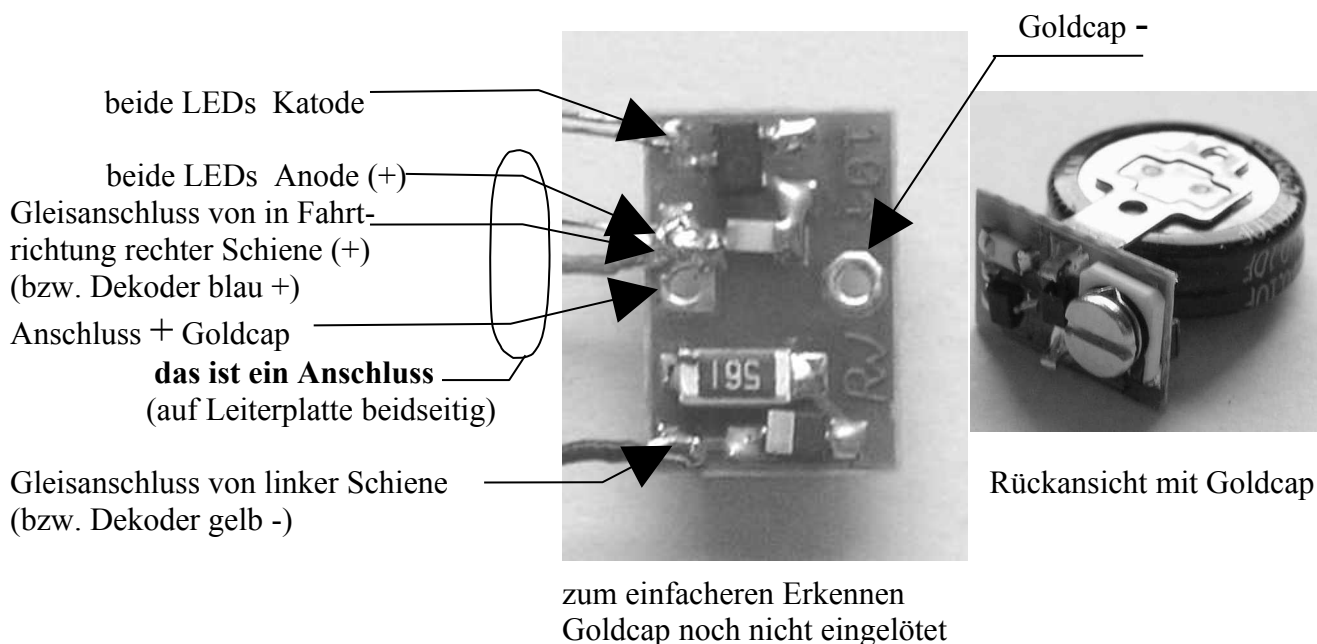 Goldcap -
beide LEDs Katode
beide LEDs Anode (+)
Gleisanschluss von in Fahrt-
richtung rechter Schiene (+)
(bzw. Dekoder blau +)
Anschluss + Goldcap
das ist ein Anschluss
(auf Leiterplatte beidseitig)
Gleisanschluss von linker Schiene
(bzw. Dekoder gelb -)
561
RV
Rückansicht mit Goldcap
zum einfacheren Erkennen
Goldcap noch nicht eingelötet